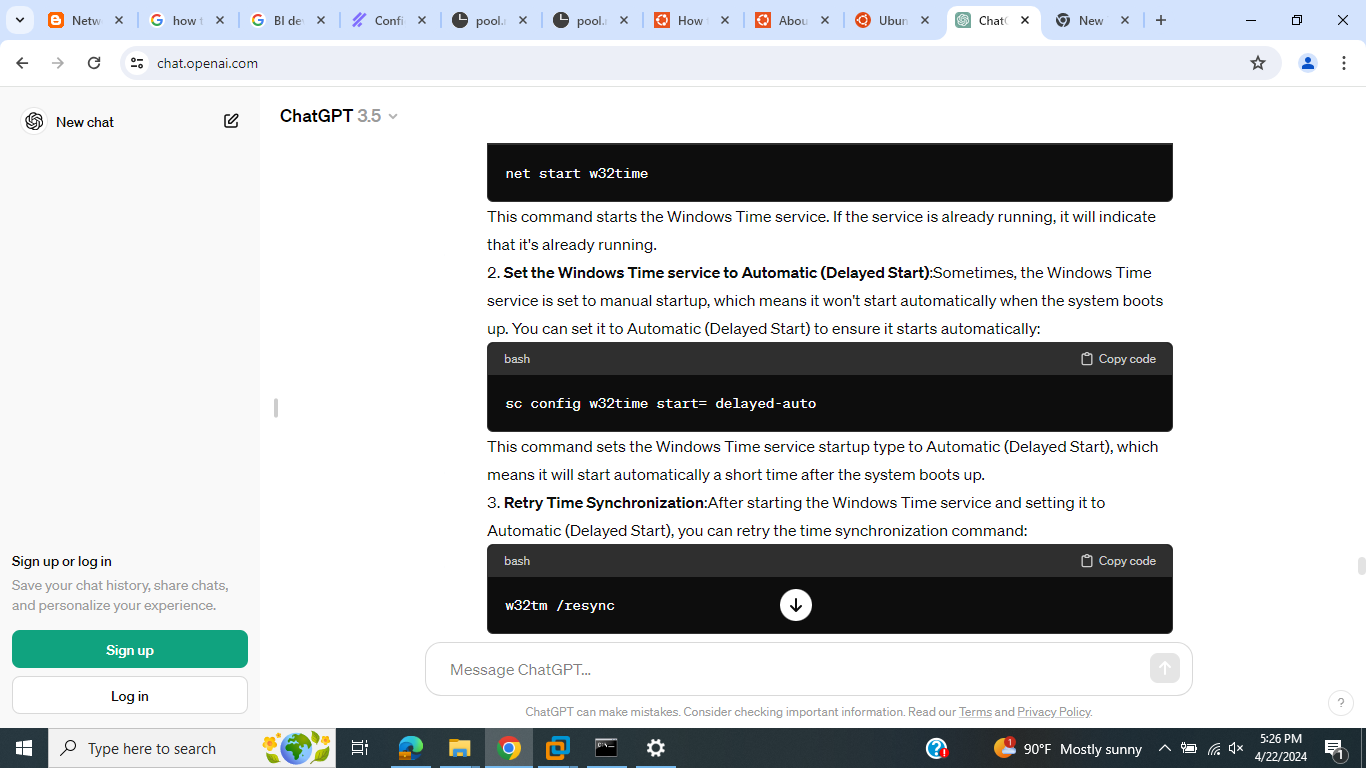 Netw
how t
BI de
Confi
pool.
pool.
How
Abou
Ubun
Chat
New
chat.openai.com
New chat
ChatGPT 3.5
net start w32time
This command starts the Windows Time service. If the service is already running, it will indicate
that it's already running.
2. Set the Windows Time service to Automatic (Delayed Start):Sometimes, the Windows Time
service is set to manual startup, which means it won't start automatically when the system boots
up. You can set it to Automatic (Delayed Start) to ensure it starts automatically:
bash
Copy code
sc config w32time start= delayed-auto
This command sets the Windows Time service startup type to Automatic (Delayed Start), which
means it will start automatically a short time after the system boots up.
3. Retry Time Synchronization:After starting the Windows Time service and setting it to
Automatic (Delayed Start), you can retry the time synchronization command:
bash
Copy code
w32tm /resync
Sign up or log in
Save your chat history, share chats,
and personalize your experience.
Sign up
Log in
Message ChatGPT…
ChatGPT can make mistakes. Consider checking important information. Read our Terms and Privacy Policy.
?
Type here to search
90°F Mostly sunny
5:26 PM
4/22/2024